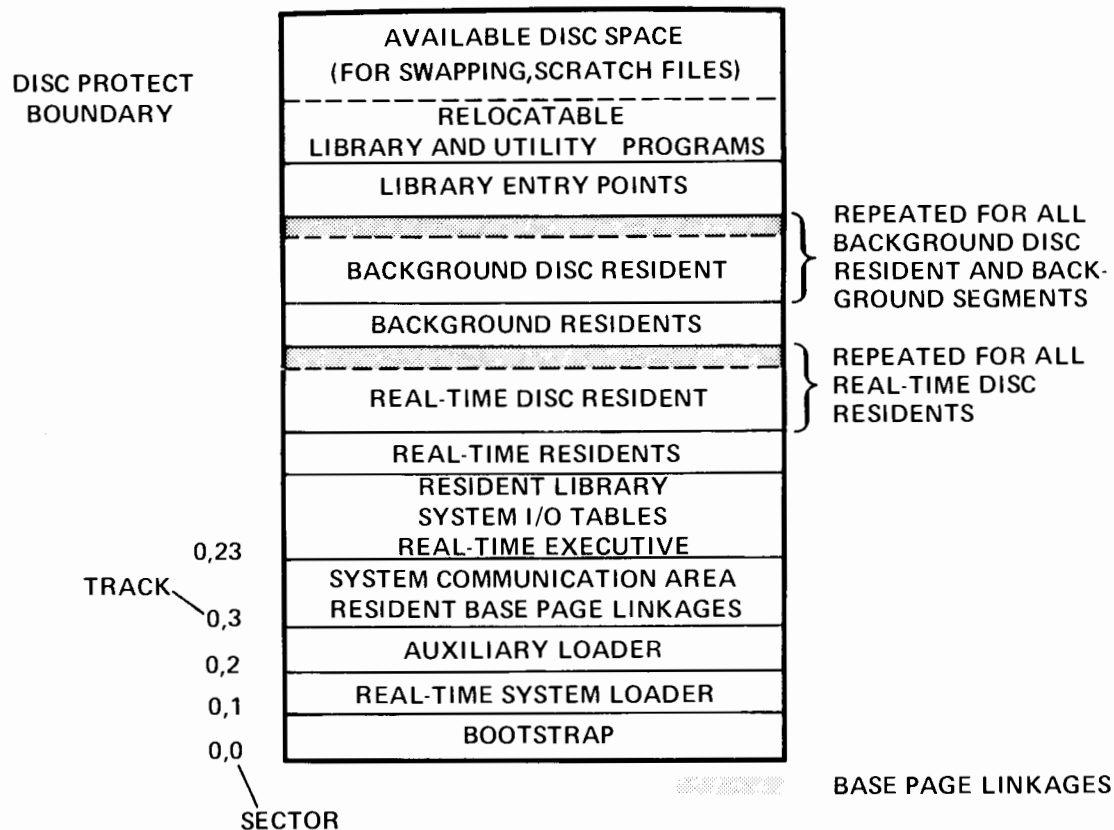 AVAILABLE DISC SPACE
(FOR SWAPPING,SCRATCH FILES)
DISC PROTECT
BOUNDARY
RELOCATABLE
LIBRARY AND UTILITY PROGRAMS
LIBRARY ENTRY POINTS
BACKGROUND DISC RESIDENT
REPEATED FOR ALL
BACKGROUND DISC
RESIDENT AND BACK-
GROUND SEGMENTS
BACKGROUND RESIDENTS
REAL-TIME DISC RESIDENT
REPEATED FOR ALL
REAL-TIME DISC
RESIDENTS
REAL-TIME RESIDENTS
RESIDENT LIBRARY
SYSTEM I/O TABLES
REAL-TIME EXECUTIVE
0,23
SYSTEM COMMUNICATION AREA
RESIDENT BASE PAGE LINKAGES
TRACK
0,3
AUXILIARY LOADER
0,2
REAL-TIME SYSTEM LOADER
0,1
BOOTSTRAP
0,0
SECTOR
BASE PAGE LINKAGES